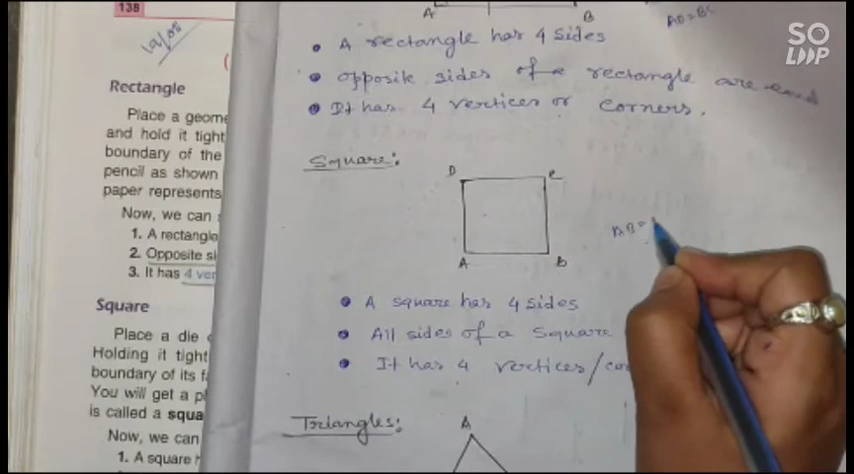 138
19/08
SO
LOOP
A B
Rectangle
Place a geome
and hold it tight
boundary of the
pencil as shown
paper represents
Now, we can
1. A rectangle
2. Opposite si
3. It has 4 ver
Square
Place a die
Holding it tight
boundary of its fa
You will get a p
is called a squa
Now, we can
1. A square h
• A rectangle has 4 sides
• opposite sides of a rectangle are
• It has 4 vertices or corners.
Square:
D C
A B
AB=
• A square has 4 sides
• All sides of a square
• It has 4 vertices/co
Triangles:
A